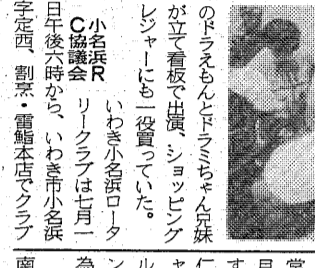 のドラえもんとドラミちゃん兄妹
が立て看板で出演、ショッピング
レジャーにも一役買っていた。
小名浜R
C協議会
いわき小名浜ロータ
リークラブは七月一
日午後六時から、いわき市小名浜
字定西、割烹・雷鮨本店でクラブ